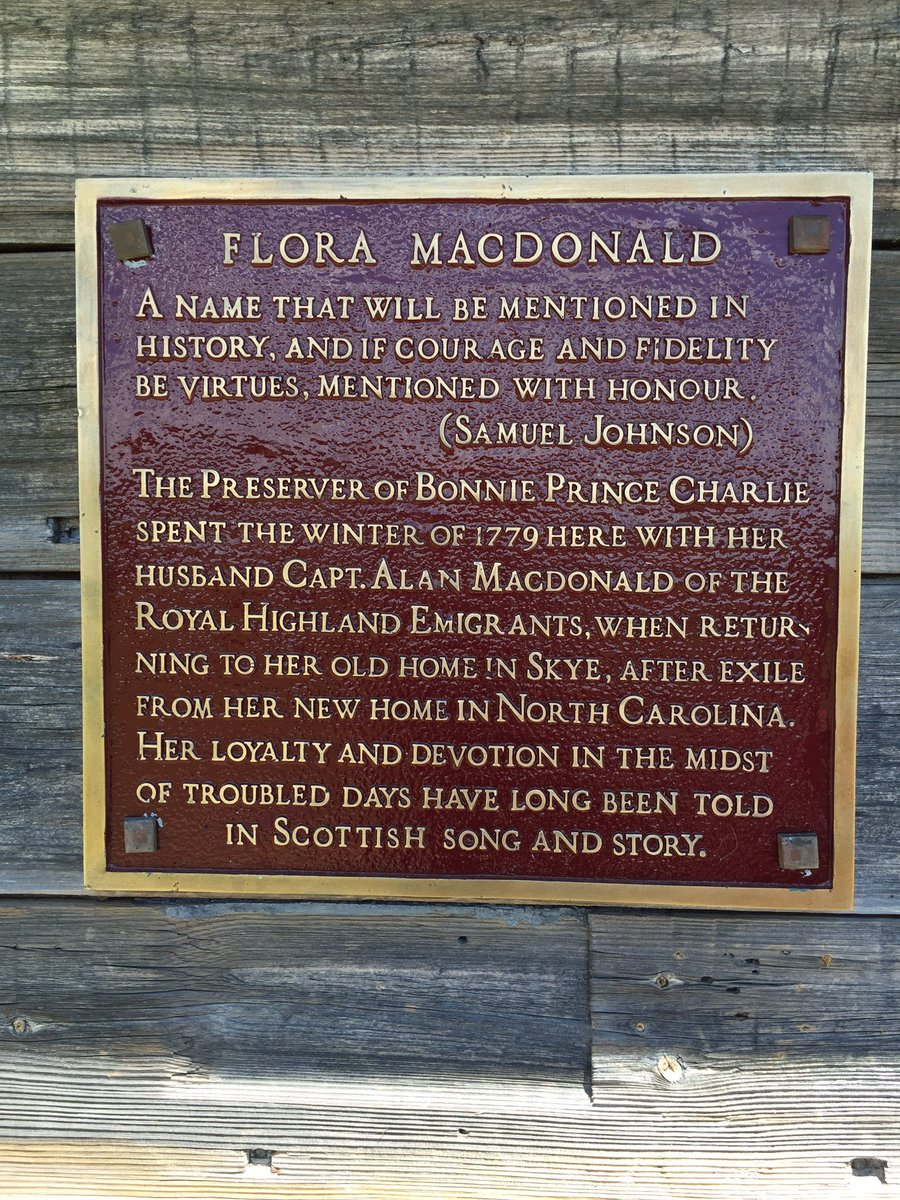 FLORA MACDONALD
A NAME THAT WILL BE MENTIONED IN
HISTORY, AND IF COURAGE AND FIDELITY
BE VIRTUES, MENTIONED WITH HONOUR.
(SAMUEL JOHNSON)
THE PRESERVER OF BONNIE PRINCE CHARLIE
SPENT THE WINTER OF 1779 HERE WITH HER
HUSBAND CAPT. ALAN MACDONALD OF THE
ROYAL HIGHLAND EMIGRANTS, WHEN RETUR-
NING TO HER OLD HOME IN SKYE, AFTER EXILE
FROM HER NEW HOME IN NORTH CAROLINA.
HER LOYALTY AND DEVOTION IN THE MIDST
OF TROUBLED DAYS HAVE LONG BEEN TOLD
IN SCOTTISH SONG AND STORY.